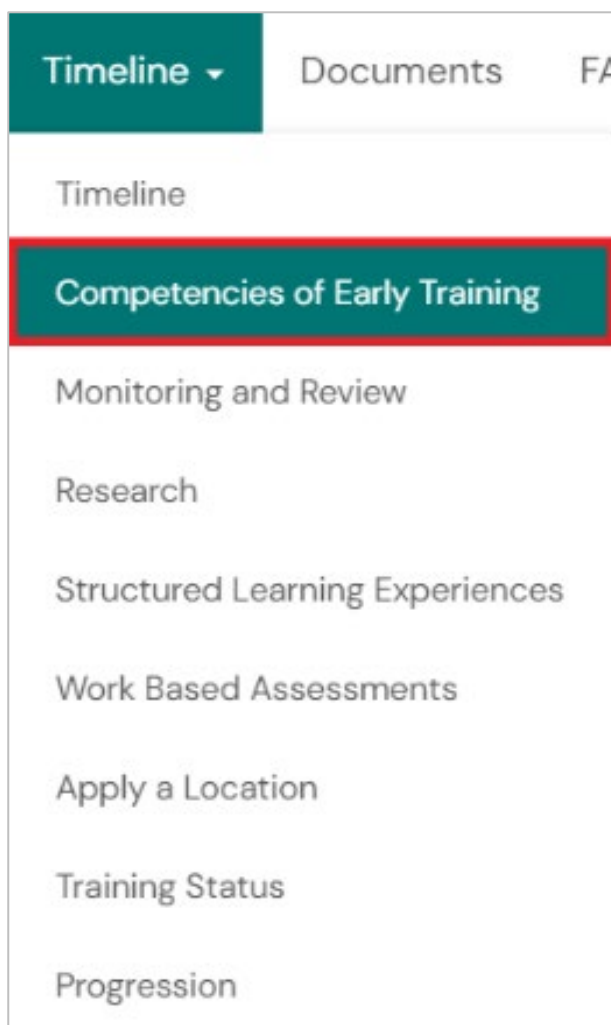 Timeline Documents FA
Timeline
Competencies of Early Training
Monitoring and Review
Research
Structured Learning Experiences
Work Based Assessments
Apply a Location
Training Status
Progression